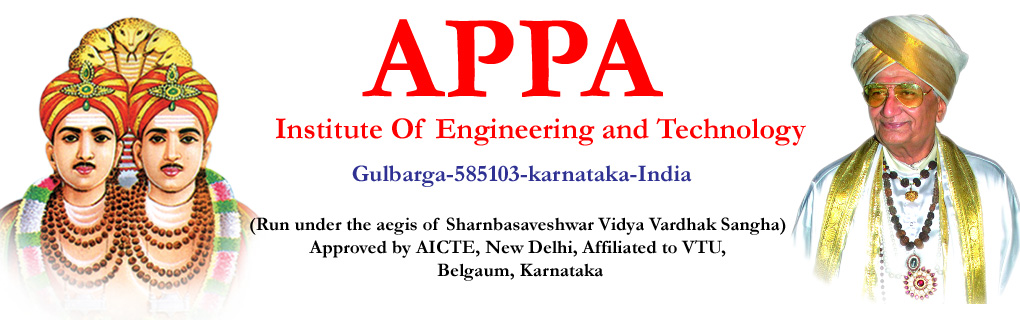 APPA
Institute Of Engineering and Technology
Gulbarga-585103-karnataka-India
(Run under the aegis of Sharnbasaveshwar Vidya Vardhak Sangha)
Approved by AICTE, New Delhi, Affiliated to VTU,
Belgaum, Karnataka